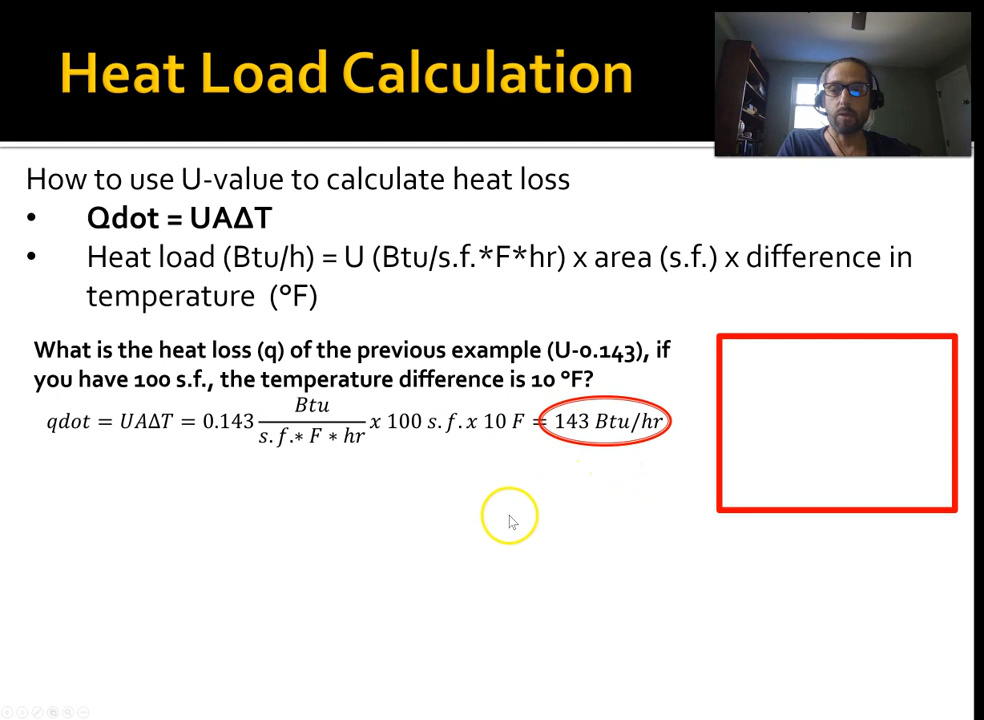 Heat Load Calculation
How to use U-value to calculate heat loss
• Qdot = UAΔT
• Heat load (Btu/h) = U (Btu/s.f.*F*hr) x area (s.f.) x difference in
temperature (°F)
What is the heat loss (q) of the previous example (U-0.143), if
you have 100 s.f., the temperature difference is 10 °F?
qdot = UAΔT = 0.143 Btu / s.f.* F * hr x 100 s.f. x 10 F = 143 Btu/hr